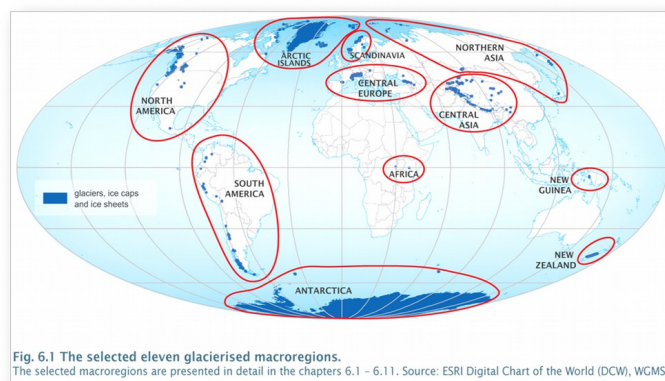 ARCTIC
ISLANDS
SCANDINAVIA
NORTHERN
ASIA
CENTRAL
EUROPE
NORTH
AMERICA
CENTRAL
ASIA
AFRICA
SOUTH
AMERICA
NEW
GUINEA
glaciers, ice caps
and ice sheets
NEW
ZEALAND
ANTARCTICA
Fig. 6.1 The selected eleven glacierised macroregions.
The selected macroregions are presented in detail in the chapters 6.1 – 6.11. Source: ESRI Digital Chart of the World (DCW), WGMS